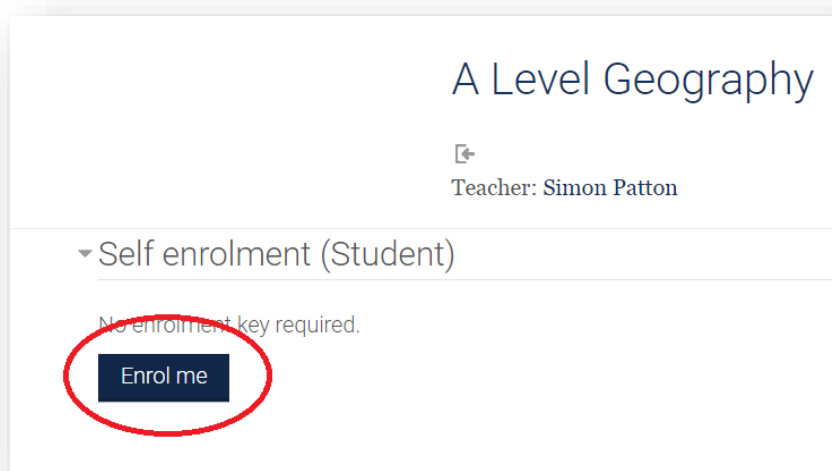 A Level Geography
Teacher: Simon Patton
Self enrolment (Student)
No enrolment key required.
Enrol me